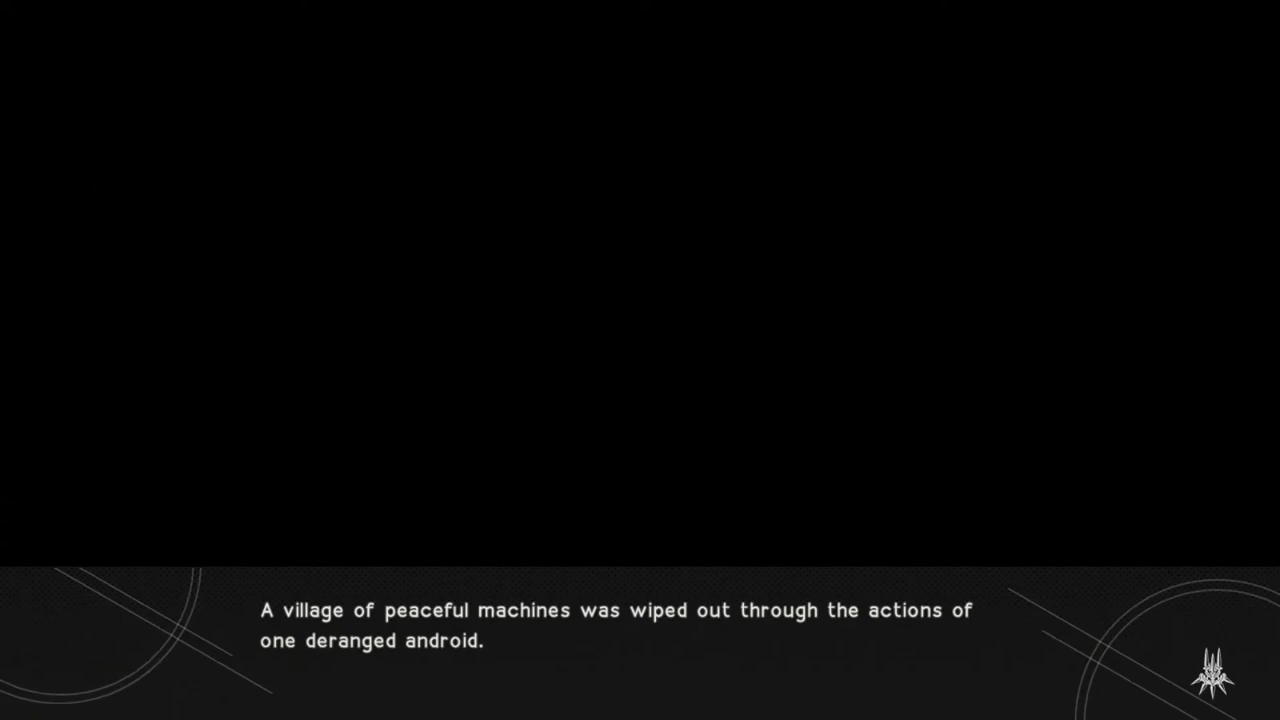 A village of peaceful machines was wiped out through the actions of
one deranged android.